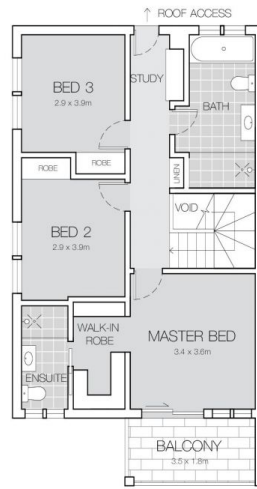 ROOF ACCESS
BED 3
2.9 x 3.9m
STUDY
BATH
ROBE
ROBE
LINEN
VOID
BED 2
2.9 x 3.9m
WALK-IN
ROBE
MASTER BED
3.4 x 3.6m
ENSUITE
BALCONY
3.5 x 1.8m